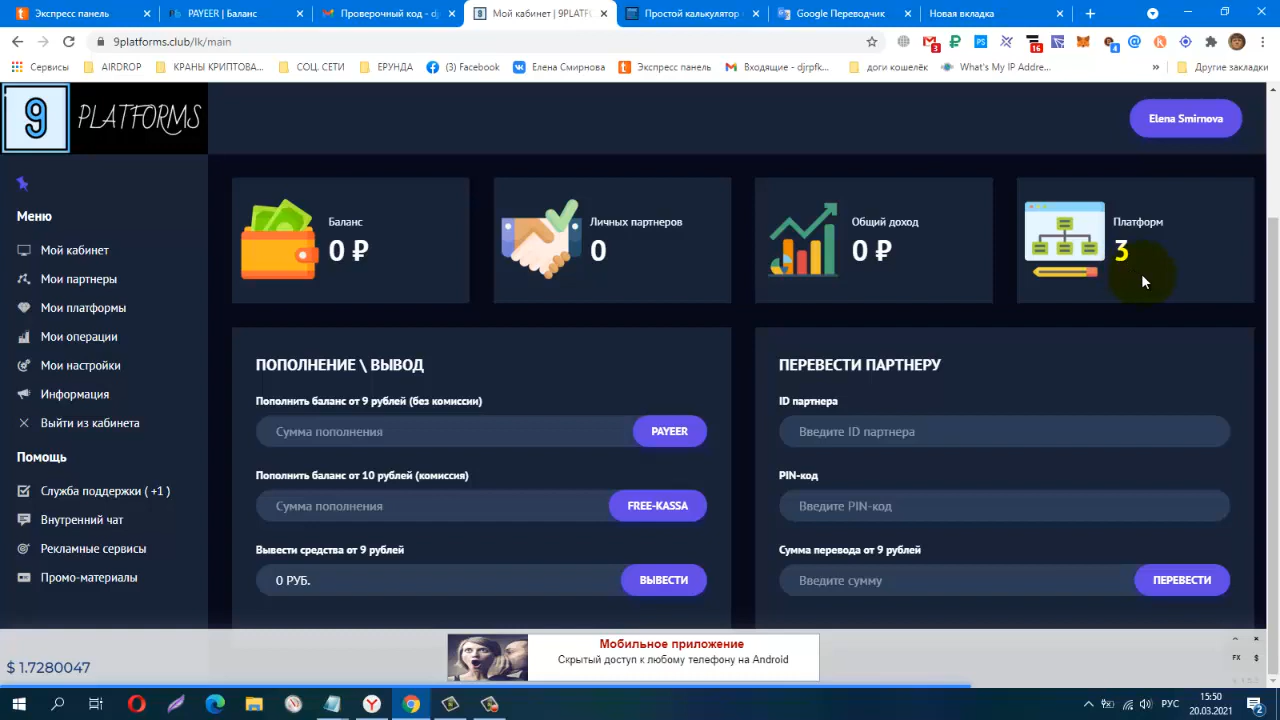 Экспресс панель
PAYEER | Баланс
Проверочный код - dj
Мой кабинет | 9PLATF
Простой калькулятор
Google Переводчик
Новая вкладка
9platforms.club/lk/main
3
16
4
Сервисы
AIRDROP
КРАНЫ КРИПТОВА...
СОЦ. СЕТИ
ЕРУНДА
(3) Facebook
Елена Смирнова
Экспресс панель
Входящие - djrpfk...
доги кошелёк
What's My IP Addre...
»
Другие закладки
9 PLATFORMS
Elena Smirnova
Меню
Мой кабинет
Мои партнеры
Мои платформы
Мои операции
Мои настройки
Информация
Выйти из кабинета
Помощь
Служба поддержки ( +1 )
Внутренний чат
Рекламные сервисы
Промо-материалы
Баланс
0 ₽
Личных партнеров
0
Общий доход
0 ₽
Платформ
3
ПОПОЛНЕНИЕ \ ВЫВОД
Пополнить баланс от 9 рублей (без комиссии)
Сумма пополнения
PAYEER
Пополнить баланс от 10 рублей (комиссия)
Сумма пополнения
FREE-KASSA
Вывести средства от 9 рублей
0 РУБ.
ВЫВЕСТИ
ПЕРЕВЕСТИ ПАРТНЕРУ
ID партнера
Введите ID партнера
PIN-код
Введите PIN-код
Сумма перевода от 9 рублей
Введите сумму
ПЕРЕВЕСТИ
$ 1.7280047
Мобильное приложение
Скрытый доступ к любому телефону на Android
FX $
РУС
15:50
20.03.2021
2